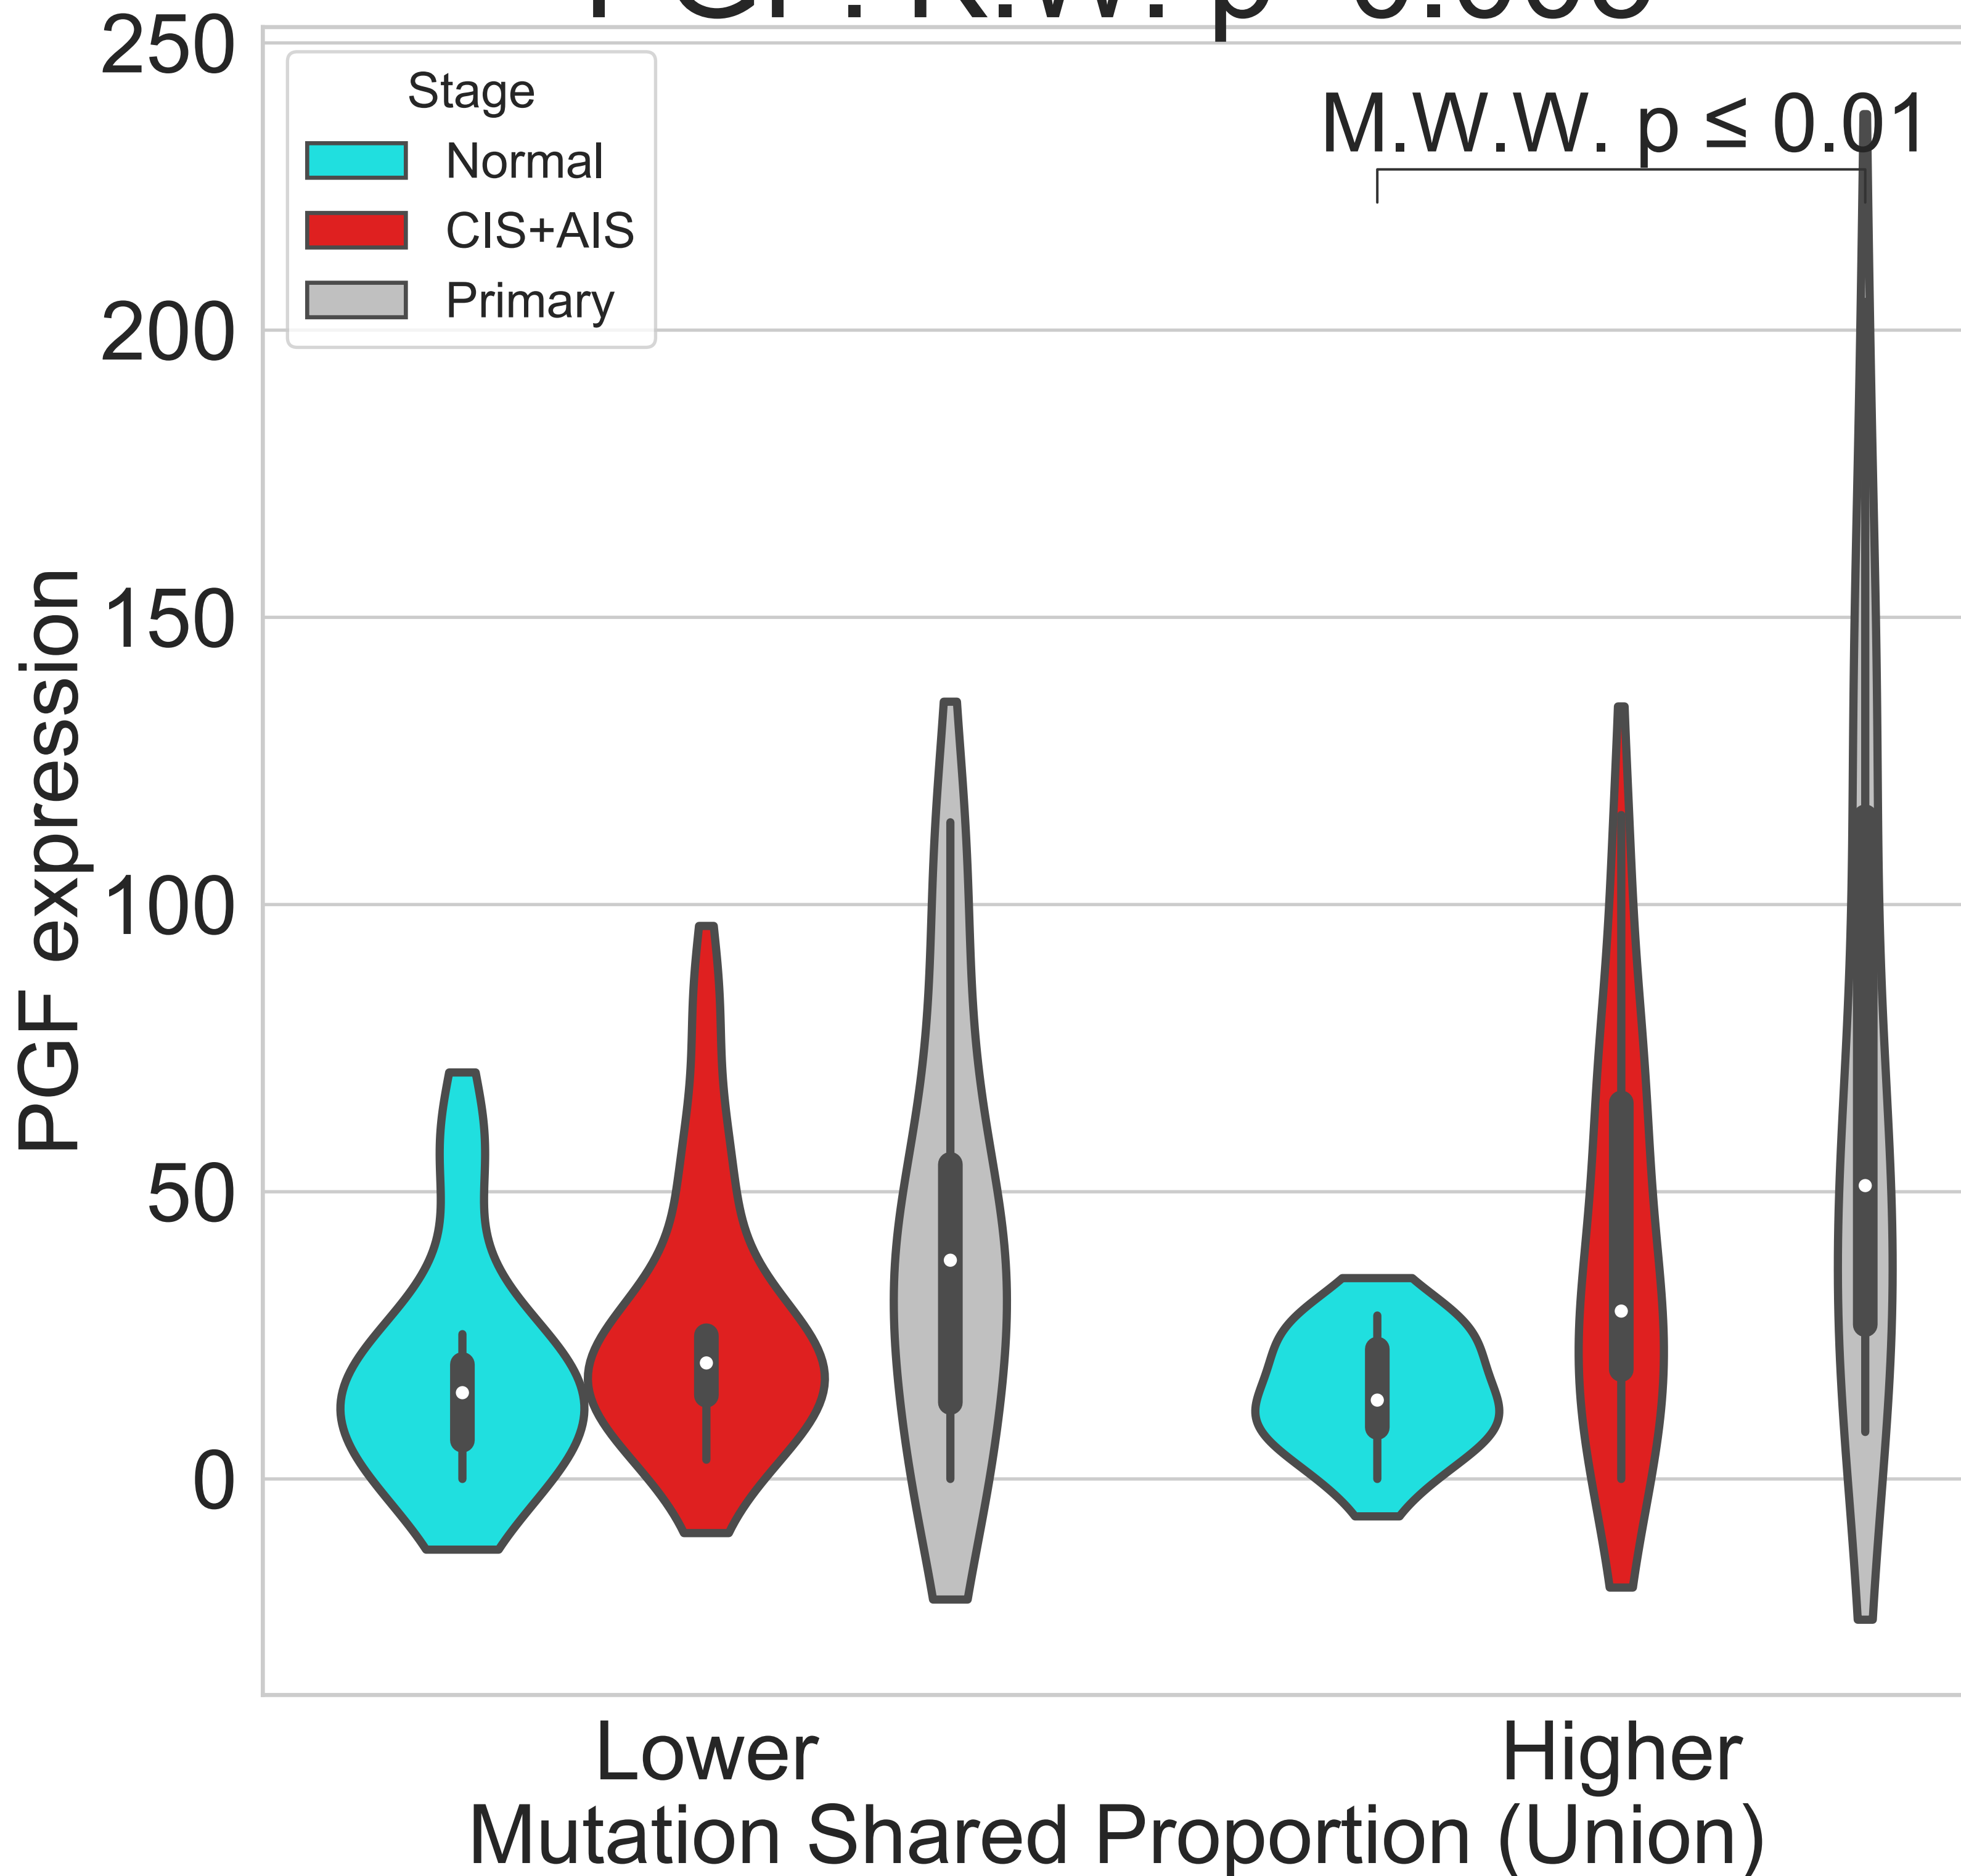 250
200
150
100
50
0
PGF expression
Stage
Normal
CIS+AIS
Primary
M.W.W. p ≤ 0.01
Lower
Higher
Mutation Shared Proportion (Union)